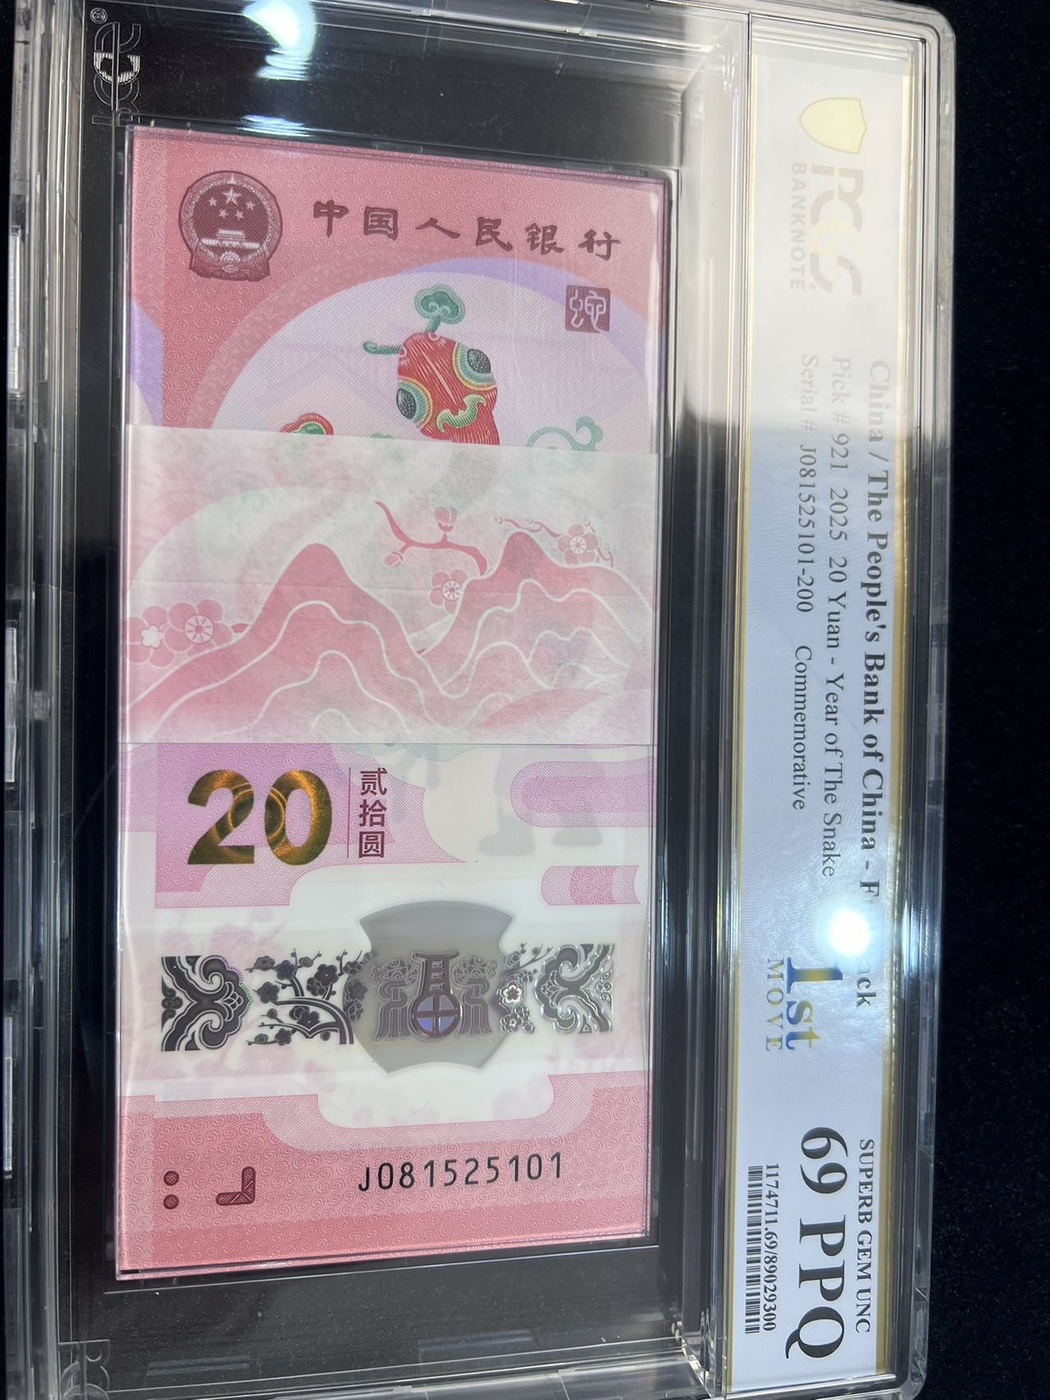 PCGS
BANKNOTE
China / The People's Bank of China - F ack
Pick # 921 2025 20 Yuan - Year of The Snake
Serial # J081525101-200 Commemorative
1st
MOVE
SUPERB GEM UNC
69 PPQ
1174711.69/89029300
中国人民银行
蛇
20
贰拾圆
J081525101